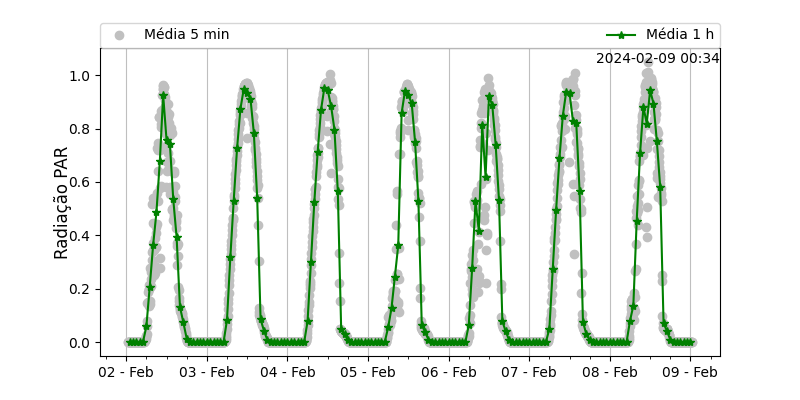 Média 5 min
Média 1 h
2024-02-09 00:34
Radiação PAR
1.0
0.8
0.6
0.4
0.2
0.0
02 - Feb
03 - Feb
04 - Feb
05 - Feb
06 - Feb
07 - Feb
08 - Feb
09 - Feb